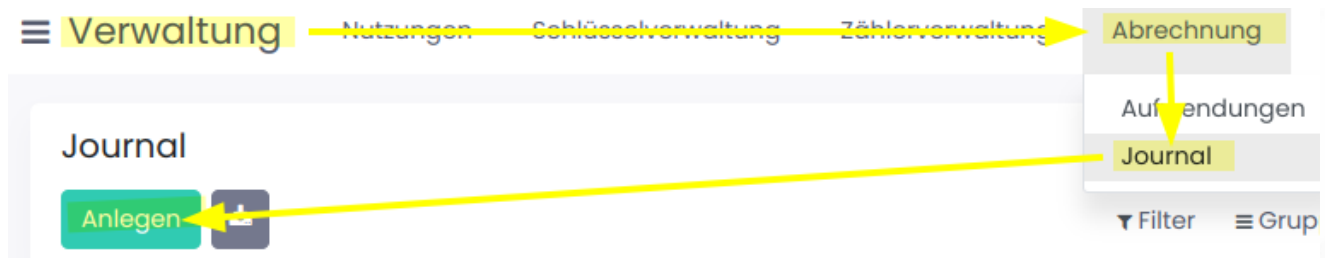 Verwaltung Nutzungen Schlüsselverwaltung Zählerverwaltung Abrechnung
Aufwendungen
Journal
Journal
Anlegen
Filter Grup